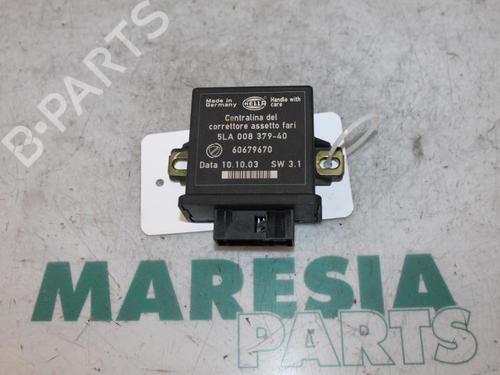 B-PARTS
Made in Germany
HELLA
Handle with care
Centralina del
correttore assetto fari
5LA 008 379-40
60679670
Data 10.10.03 SW 3.1
MARESIA
PARTS